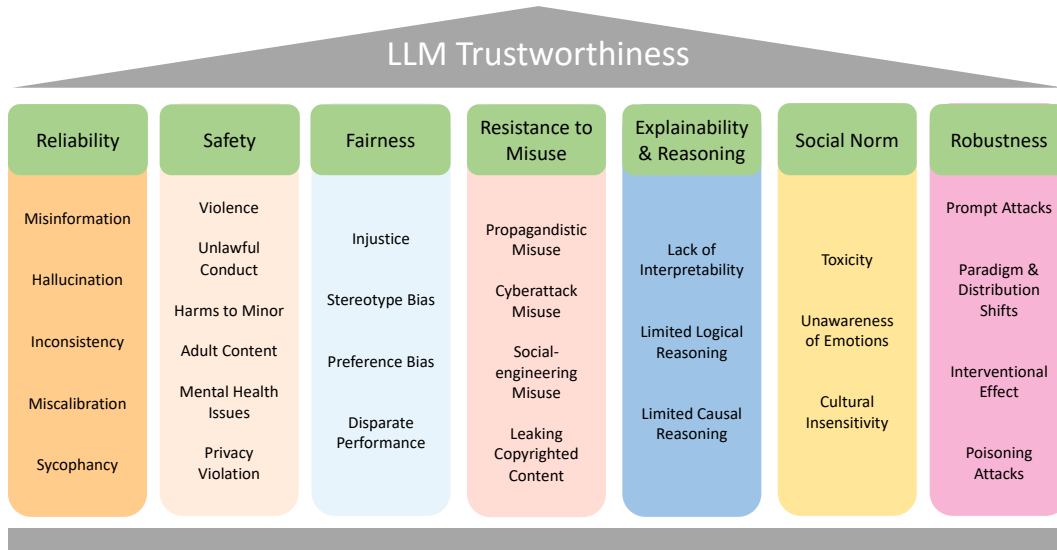 LLM Trustworthiness
Reliability
Misinformation
Hallucination
Inconsistency
Miscalibration
Sycophancy
Safety
Violence
Unlawful
Conduct
Harms to Minor
Adult Content
Mental Health
Issues
Privacy
Violation
Fairness
Injustice
Stereotype Bias
Preference Bias
Disparate
Performance
Resistance to
Misuse
Propagandistic
Misuse
Cyberattack
Misuse
Social-
engineering
Misuse
Leaking
Copyrighted
Content
Explainability
& Reasoning
Lack of
Interpretability
Limited Logical
Reasoning
Limited Causal
Reasoning
Social Norm
Toxicity
Unawareness
of Emotions
Cultural
Insensitivity
Robustness
Prompt Attacks
Paradigm &
Distribution
Shifts
Interventional
Effect
Poisoning
Attacks